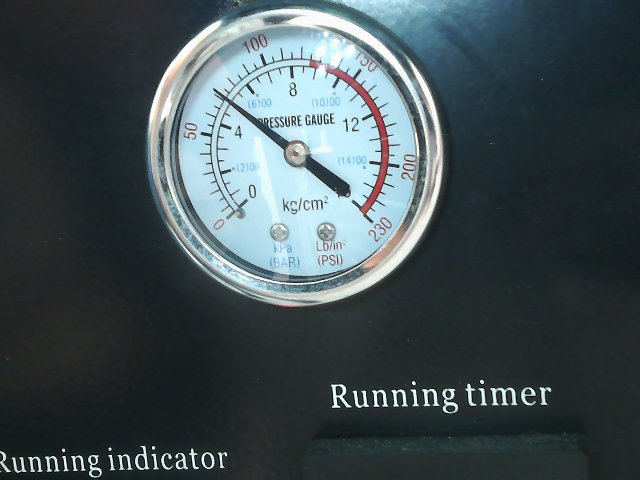 100
150
8
(6)00
(10)00
PRESSURE GAUGE
50
4
12
(2)00
(14)00
200
0
kg/cm²
0
230
kPa
(BAR)
Lb/in²
(PSI)
Running timer
Running indicator